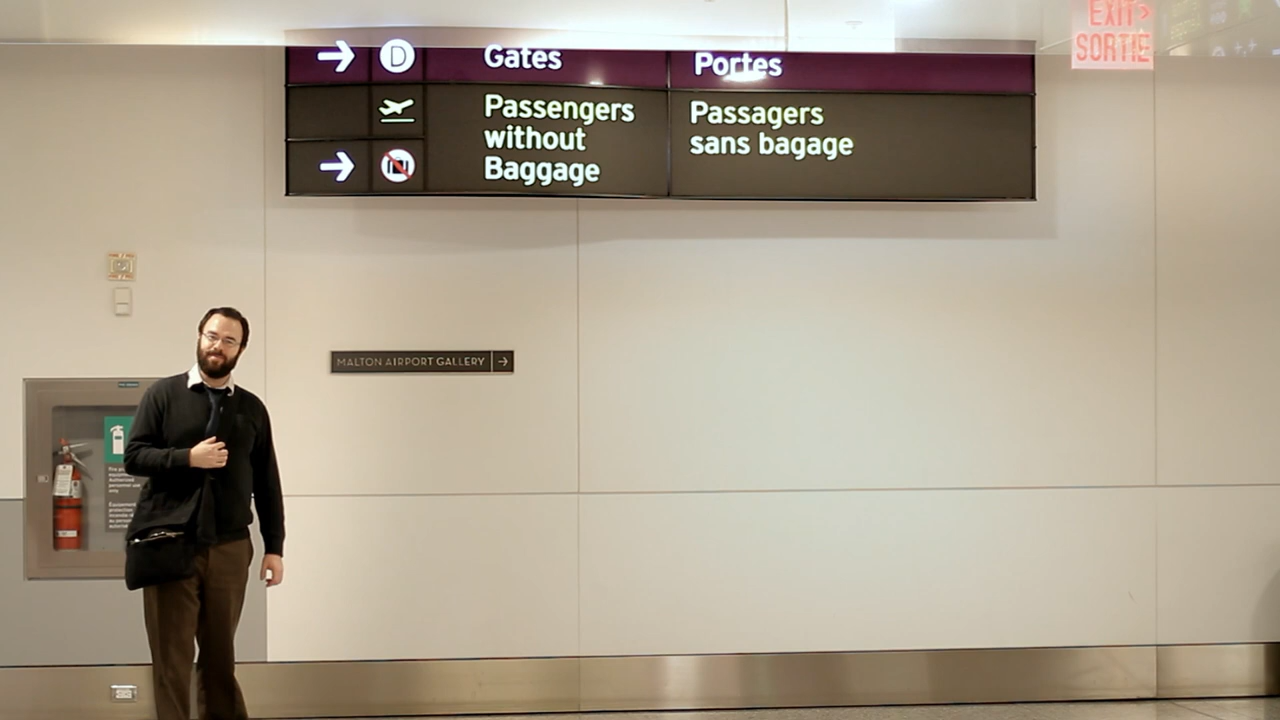 EXIT
SORTIE
D
Gates
Portes
Passengers
without
Baggage
Passagers
sans bagage
MALTON AIRPORT GALLERY